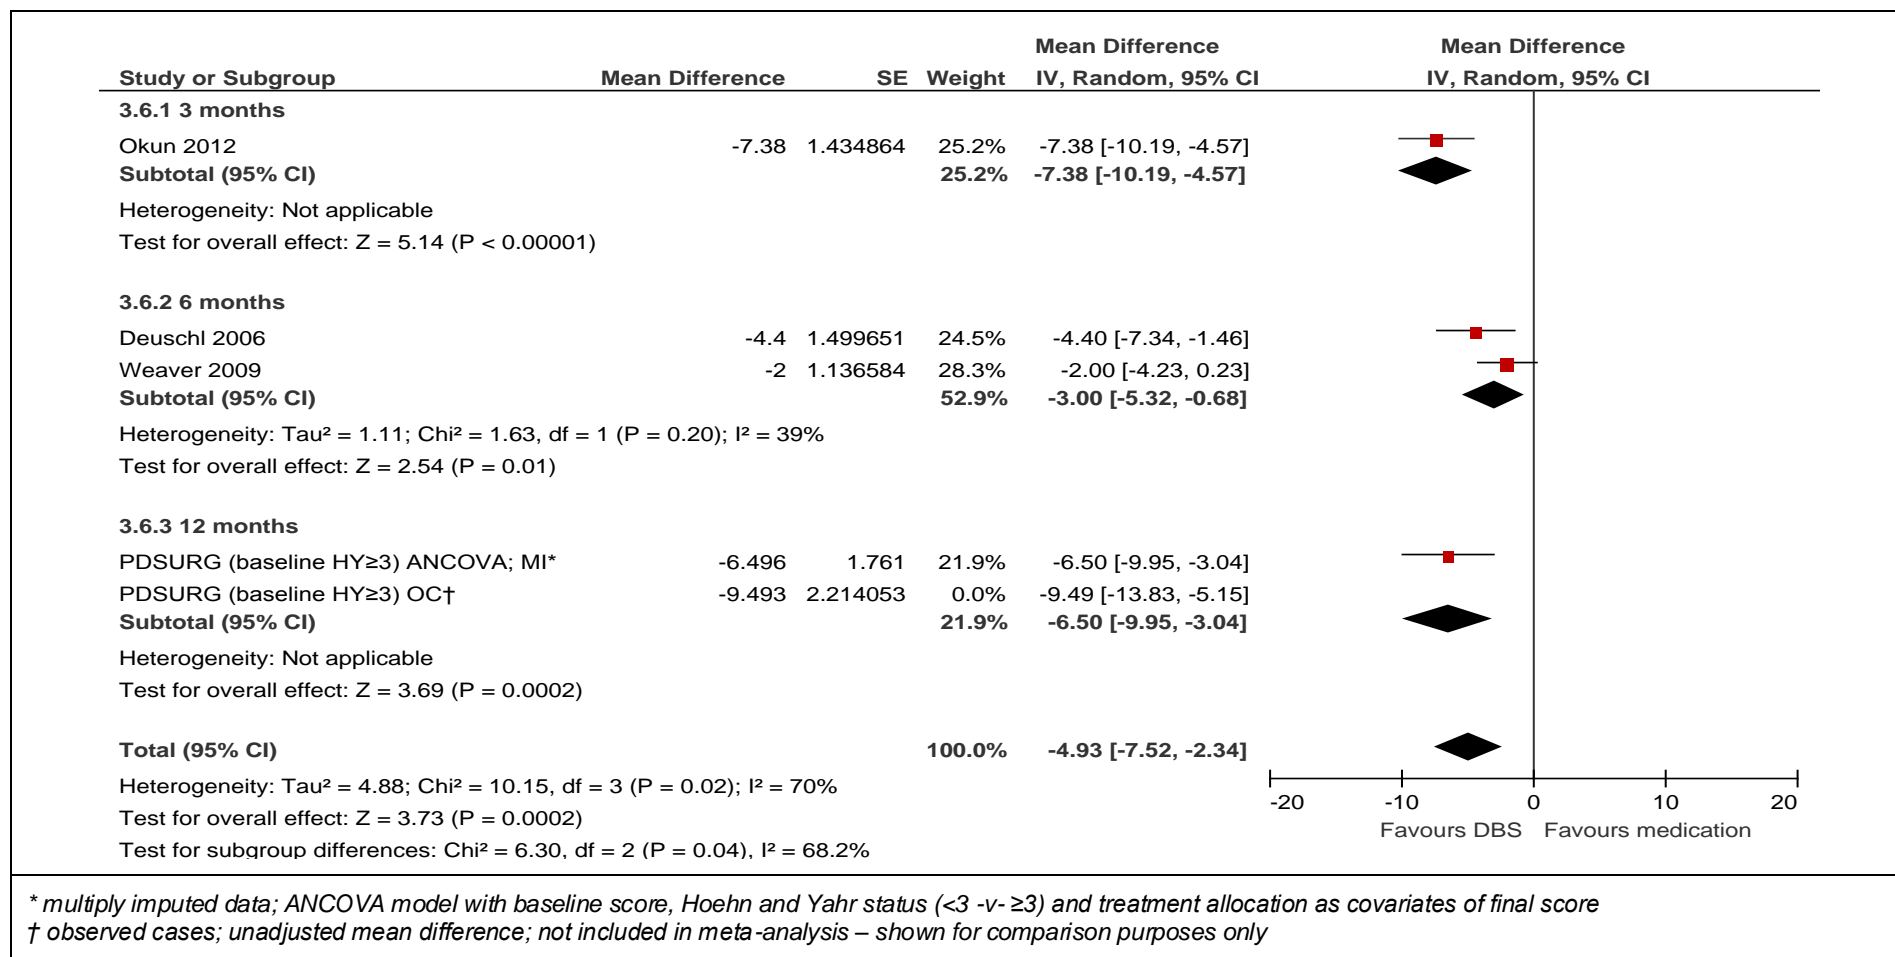 Mean Difference Mean Difference
Study or Subgroup Mean Difference SE Weight IV, Random, 95% CI IV, Random, 95% CI
3.6.1 3 months
Okun 2012 -7.38 1.434864 25.2% -7.38 [-10.19, -4.57]
Subtotal (95% CI) 25.2% -7.38 [-10.19, -4.57]
Heterogeneity: Not applicable
Test for overall effect: Z = 5.14 (P < 0.00001)
3.6.2 6 months
Deuschl 2006 -4.4 1.499651 24.5% -4.40 [-7.34, -1.46]
Weaver 2009 -2 1.136584 28.3% -2.00 [-4.23, 0.23]
Subtotal (95% CI) 52.9% -3.00 [-5.32, -0.68]
Heterogeneity: Tau² = 1.11; Chi² = 1.63, df = 1 (P = 0.20); I² = 39%
Test for overall effect: Z = 2.54 (P = 0.01)
3.6.3 12 months
PDSURG (baseline HY≥3) ANCOVA; MI* -6.496 1.761 21.9% -6.50 [-9.95, -3.04]
PDSURG (baseline HY≥3) OC† -9.493 2.214053 0.0% -9.49 [-13.83, -5.15]
Subtotal (95% CI) 21.9% -6.50 [-9.95, -3.04]
Heterogeneity: Not applicable
Test for overall effect: Z = 3.69 (P = 0.0002)
Total (95% CI) 100.0% -4.93 [-7.52, -2.34]
Heterogeneity: Tau² = 4.88; Chi² = 10.15, df = 3 (P = 0.02); I² = 70%
Test for overall effect: Z = 3.73 (P = 0.0002)
Test for subgroup differences: Chi² = 6.30, df = 2 (P = 0.04), I² = 68.2%
-20 -10 0 10 20
Favours DBS Favours medication
* multiply imputed data; ANCOVA model with baseline score, Hoehn and Yahr status (<3 -v- ≥3) and treatment allocation as covariates of final score
† observed cases; unadjusted mean difference; not included in meta-analysis – shown for comparison purposes only